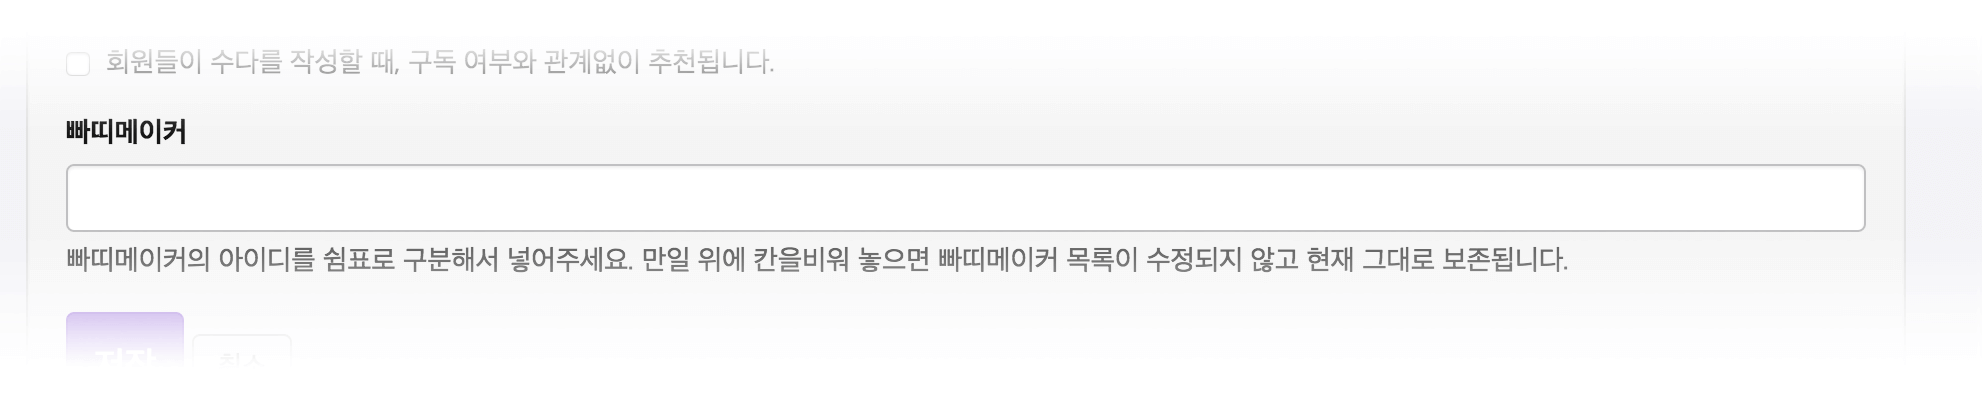 회원들이 수다를 작성할 때, 구독 여부와 관계없이 추천됩니다.
빠띠메이커
빠띠메이커의 아이디를 쉼표로 구분해서 넣어주세요. 만일 위에 칸을비워 놓으면 빠띠메이커 목록이 수정되지 않고 현재 그대로 보존됩니다.
저장 취소